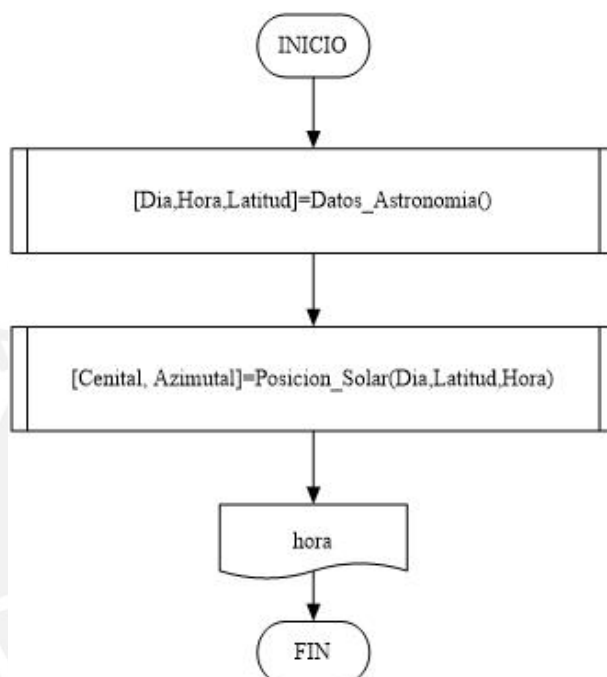 INICIO
[Dia,Hora,Latitud]=Datos_Astronomia()
[Cenital, Azimutal]=Posicion_Solar(Dia,Latitud,Hora)
hora
FIN